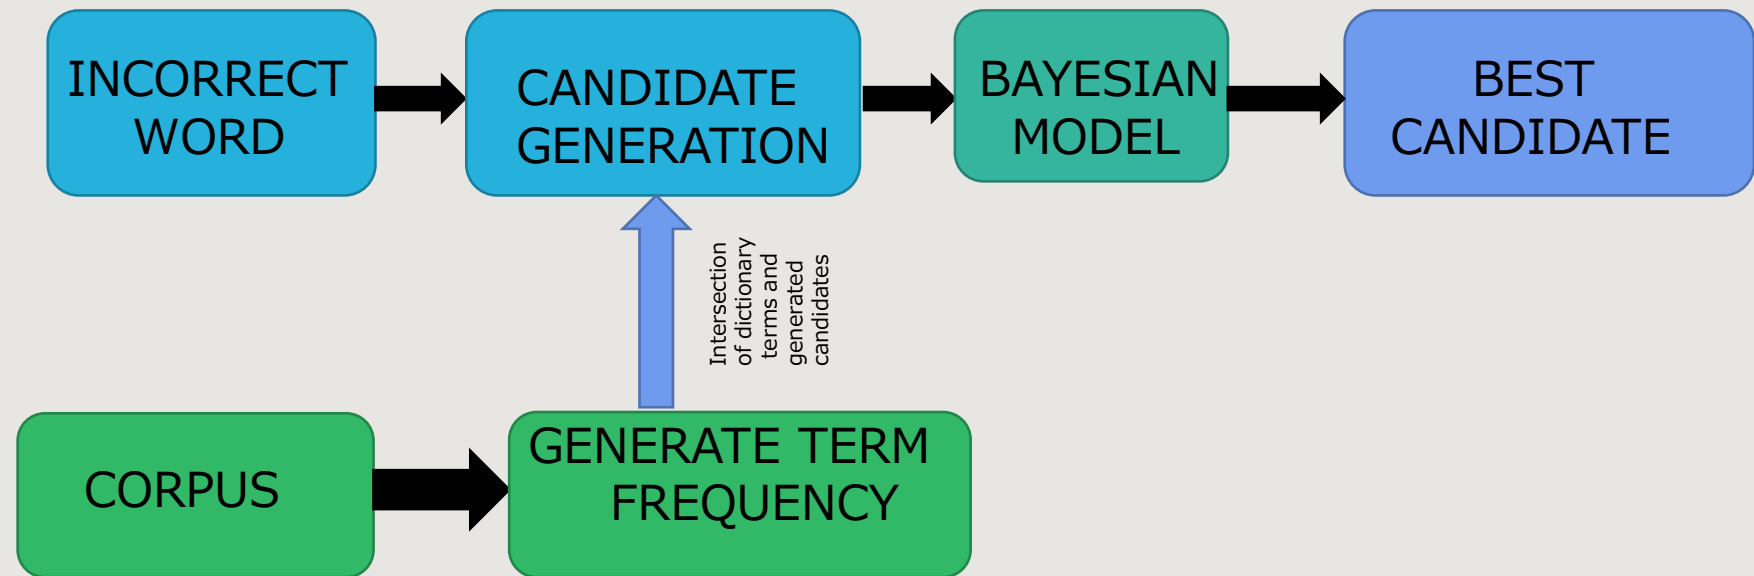 INCORRECT
WORD
CANDIDATE
GENERATION
BAYESIAN
MODEL
BEST
CANDIDATE
Intersection
of dictionary
terms and
generated
candidates
CORPUS
GENERATE TERM
FREQUENCY